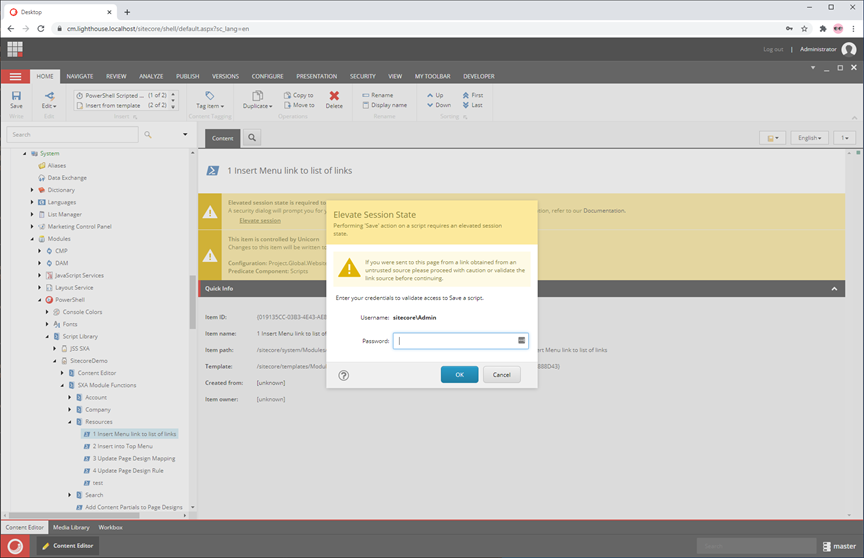 Desktop
cm.lighthouse.localhost/sitecore/shell/default.aspx?sc_lang=en
Log out | Administrator
HOME NAVIGATE REVIEW ANALYZE PUBLISH VERSIONS CONFIGURE PRESENTATION SECURITY VIEW MY TOOLBAR DEVELOPER
Save
Write
Edit
Edit
PowerShell Scripted ... (1 of 2)
Insert from template (2 of 2)
Insert
Tag item
Content Tagging
Duplicate
Copy to
Move to
Delete
Operations
Rename
Display name
Rename
Up
Down
First
Last
Sorting
Search
Content
English
1
System
Aliases
Data Exchange
Dictionary
Languages
List Manager
Marketing Control Panel
Modules
CMP
DAM
JavaScript Services
Layout Service
PowerShell
Console Colors
Fonts
Script Library
JSS SXA
SitecoreDemo
Content Editor
SXA Module Functions
Account
Company
Resources
1 Insert Menu link to list of links
2 Insert into Top Menu
3 Update Page Design Mapping
4 Update Page Design Rule
test
Search
Add Content Partials to Page Designs
1 Insert Menu link to list of links
Elevated session state is required to
A security dialog will prompt you for
tion, refer to our Documentation.
Elevate session
This item is controlled by Unicorn
Changes to this item will be written to
Configuration: Project.Global.Website
Predicate Component: Scripts
Quick Info
Item ID: {019135CC-03B3-4E43-AE
Item name: 1 Insert Menu link to list of
Item path: /sitecore/system/Modules
nsert Menu link to list of links
Template: /sitecore/templates/Modu
888D43}
Created from: [unknown]
Item owner: [unknown]
Elevate Session State
Performing 'Save' action on a script requires an elevated session
state.
If you were sent to this page from a link obtained from an
untrusted source please proceed with caution or validate the
link source before continuing.
Enter your credentials to validate access to Save a script.
Username: sitecore\Admin
Password:
OK Cancel
Content Editor Media Library Workbox
Content Editor
Search
master